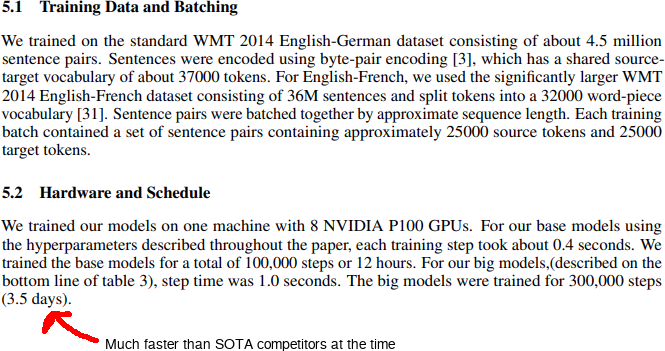 5.1 Training Data and Batching
We trained on the standard WMT 2014 English-German dataset consisting of about 4.5 million
sentence pairs. Sentences were encoded using byte-pair encoding [3], which has a shared source-
target vocabulary of about 37000 tokens. For English-French, we used the significantly larger WMT
2014 English-French dataset consisting of 36M sentences and split tokens into a 32000 word-piece
vocabulary [31]. Sentence pairs were batched together by approximate sequence length. Each training
batch contained a set of sentence pairs containing approximately 25000 source tokens and 25000
target tokens.
5.2 Hardware and Schedule
We trained our models on one machine with 8 NVIDIA P100 GPUs. For our base models using
the hyperparameters described throughout the paper, each training step took about 0.4 seconds. We
trained the base models for a total of 100,000 steps or 12 hours. For our big models,(described on the
bottom line of table 3), step time was 1.0 seconds. The big models were trained for 300,000 steps
(3.5 days).
Much faster than SOTA competitors at the time